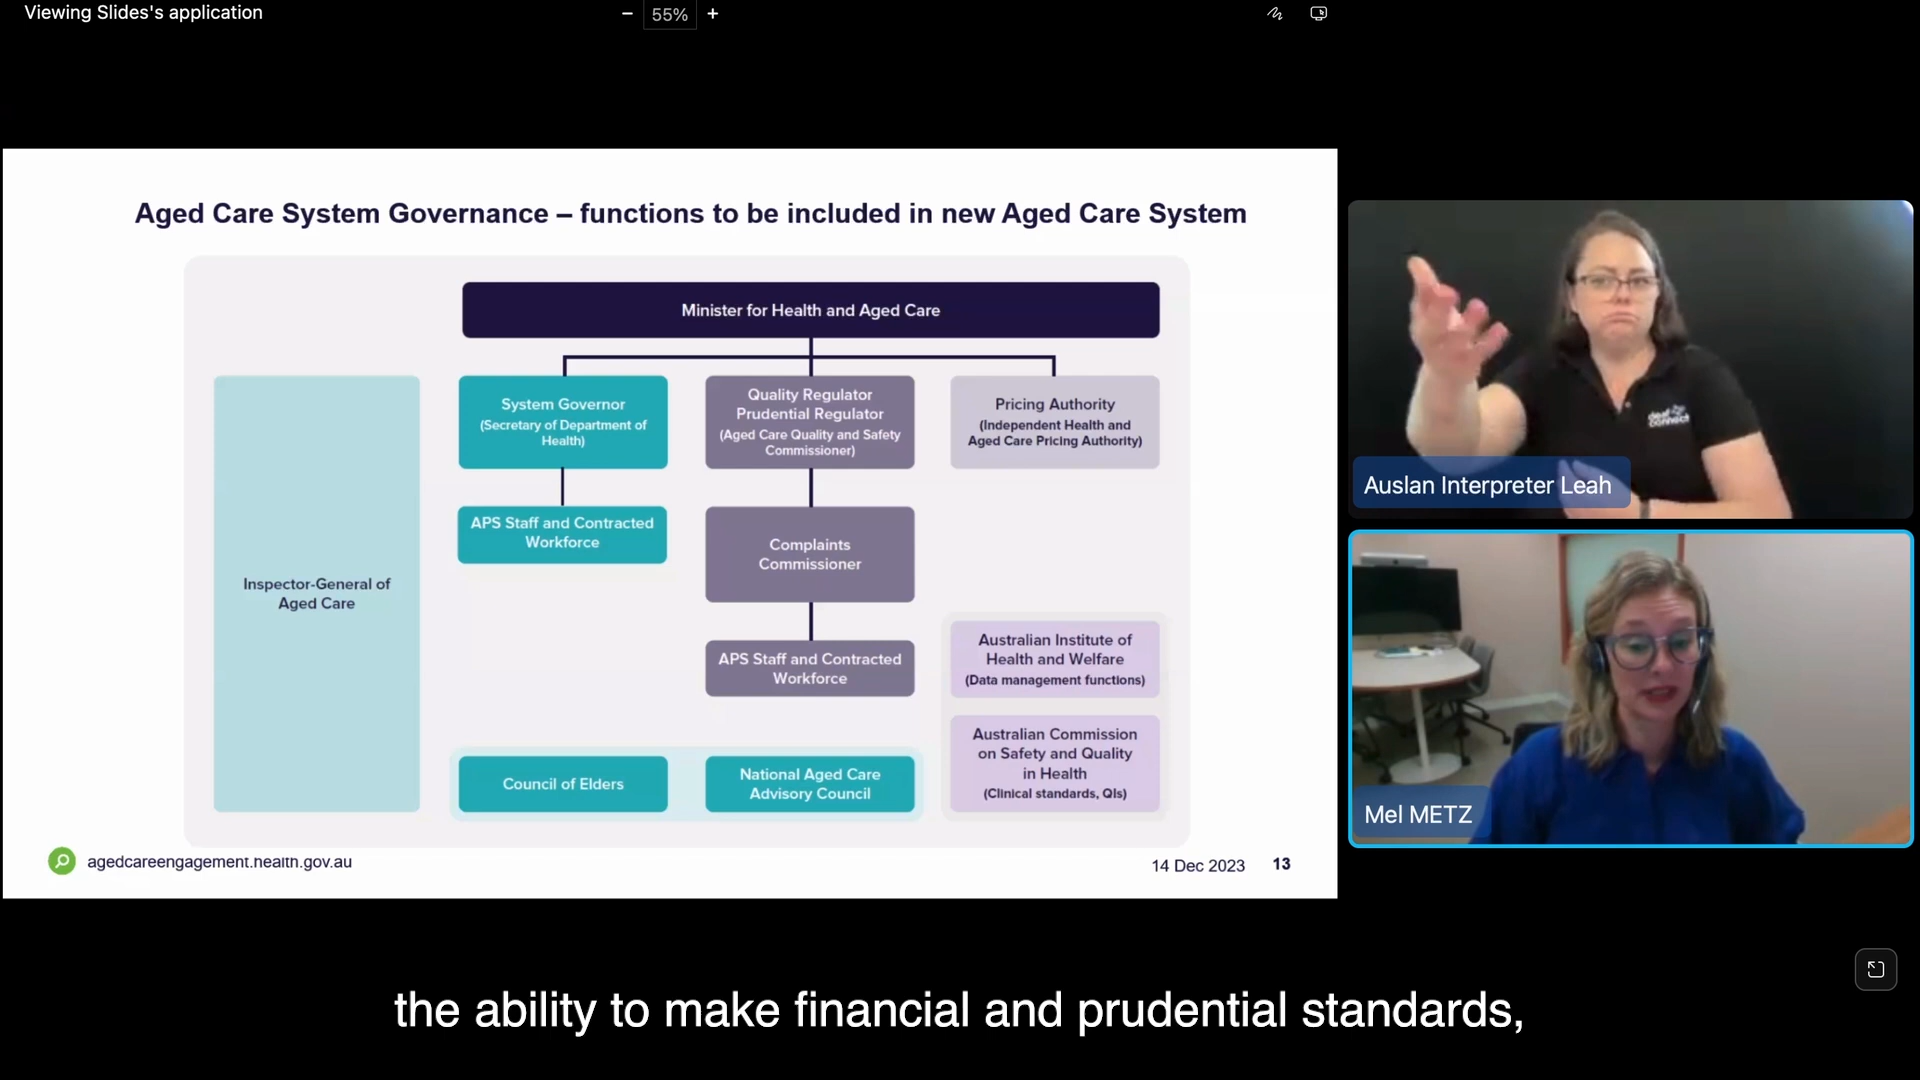 Viewing Slides's application
− 55% +
Aged Care System Governance – functions to be included in new Aged Care System
Minister for Health and Aged Care
Inspector-General of
Aged Care
System Governor
(Secretary of Department of
Health)
APS Staff and Contracted
Workforce
Quality Regulator
Prudential Regulator
(Aged Care Quality and Safety
Commissioner)
Complaints
Commissioner
APS Staff and Contracted
Workforce
Pricing Authority
(Independent Health and
Aged Care Pricing Authority)
Australian Institute of
Health and Welfare
(Data management functions)
Australian Commission
on Safety and Quality
in Health
(Clinical standards, QIs)
Council of Elders
National Aged Care
Advisory Council
agedcareengagement.health.gov.au
14 Dec 2023 13
deaf
connect
Auslan Interpreter Leah
Mel METZ
the ability to make financial and prudential standards,